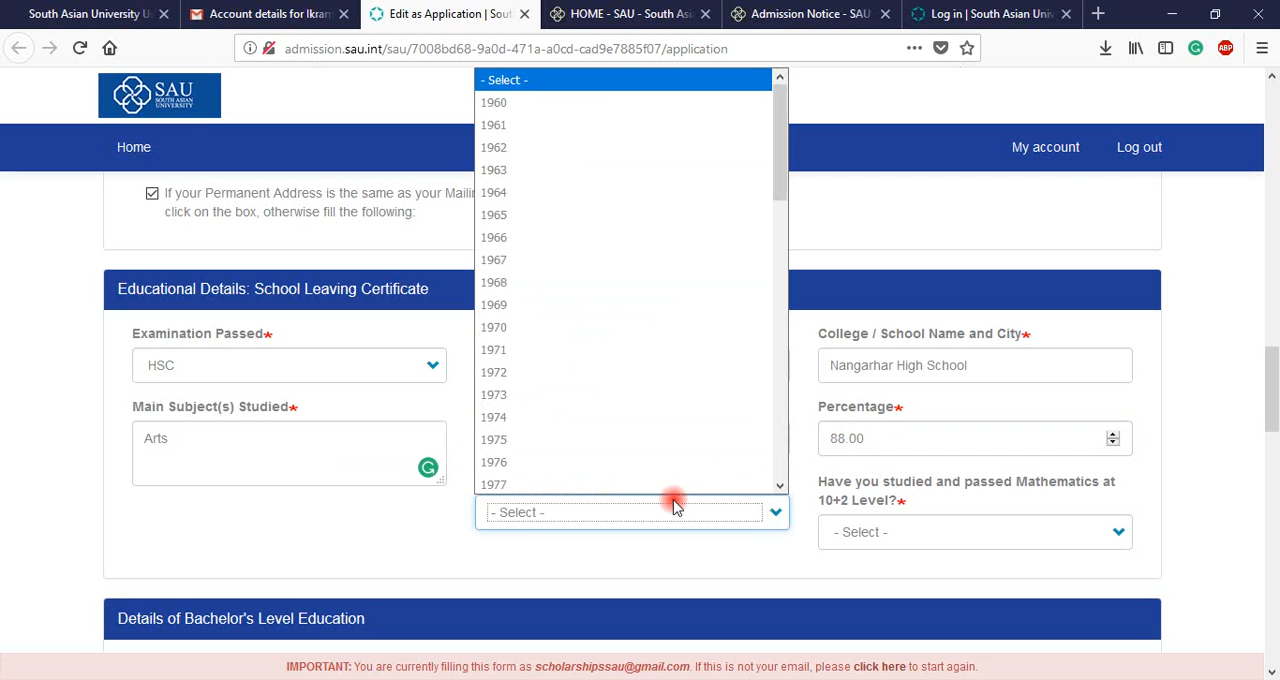 South Asian University U
Account details for Ikram
Edit as Application | Sout
HOME - SAU - South Asi
Admission Notice - SAU
Log in | South Asian Uni
admission.sau.int/sau/7008bd68-9a0d-471a-a0cd-cad9e7885f07/application
ABP
SAU
SOUTH ASIAN
UNIVERSITY
Home
My account
Log out
If your Permanent Address is the same as your Mailin
click on the box, otherwise fill the following:
- Select -
1960
1961
1962
1963
1964
1965
1966
1967
1968
1969
1970
1971
1972
1973
1974
1975
1976
1977
- Select -
Educational Details: School Leaving Certificate
Examination Passed*
HSC
Main Subject(s) Studied*
Arts
College / School Name and City*
Nangarhar High School
Percentage*
88.00
Have you studied and passed Mathematics at
10+2 Level?*
- Select -
Details of Bachelor's Level Education
IMPORTANT: You are currently filling this form as scholarshipssau@gmail.com. If this is not your email, please click here to start again.